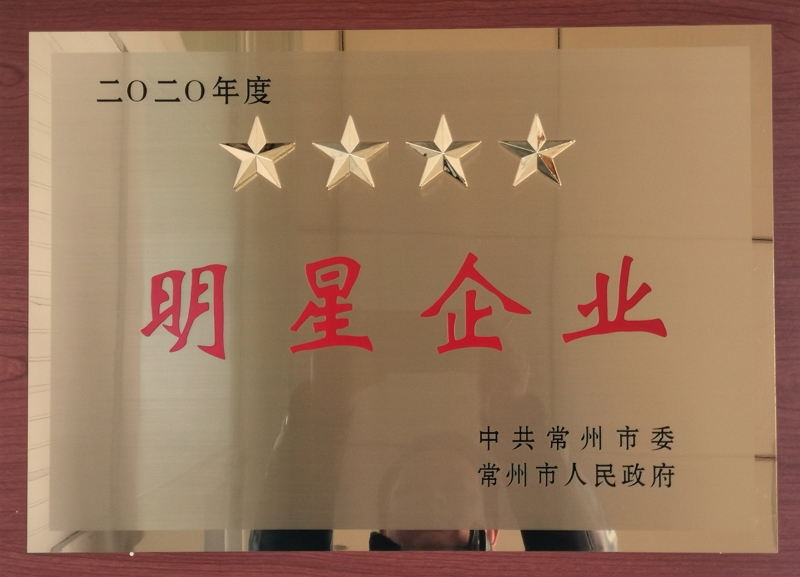 二〇二〇年度
明星企业
中共常州市委
常州市人民政府